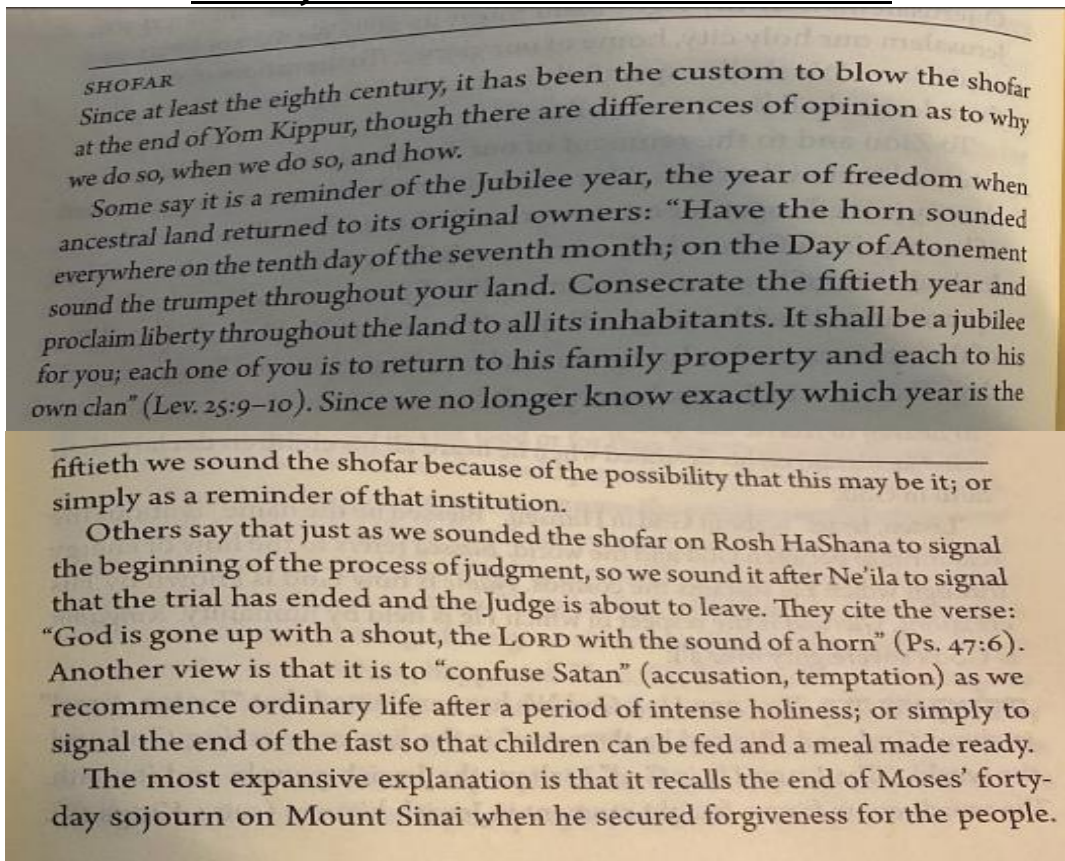 SHOFAR
Since at least the eighth century, it has been the custom to blow the shofar
at the end of Yom Kippur, though there are differences of opinion as to why
we do so, when we do so, and how.
Some say it is a reminder of the Jubilee year, the year of freedom when
ancestral land returned to its original owners: “Have the horn sounded
everywhere on the tenth day of the seventh month; on the Day of Atonement
sound the trumpet throughout your land. Consecrate the fiftieth year and
proclaim liberty throughout the land to all its inhabitants. It shall be a jubilee
for you; each one of you is to return to his family property and each to his
own clan” (Lev. 25:9–10). Since we no longer know exactly which year is the
fiftieth we sound the shofar because of the possibility that this may be it; or
simply as a reminder of that institution.
Others say that just as we sounded the shofar on Rosh HaShana to signal
the beginning of the process of judgment, so we sound it after Ne’ila to signal
that the trial has ended and the Judge is about to leave. They cite the verse:
“God is gone up with a shout, the LORD with the sound of a horn” (Ps. 47:6).
Another view is that it is to “confuse Satan” (accusation, temptation) as we
recommence ordinary life after a period of intense holiness; or simply to
signal the end of the fast so that children can be fed and a meal made ready.
The most expansive explanation is that it recalls the end of Moses’ forty-
day sojourn on Mount Sinai when he secured forgiveness for the people.